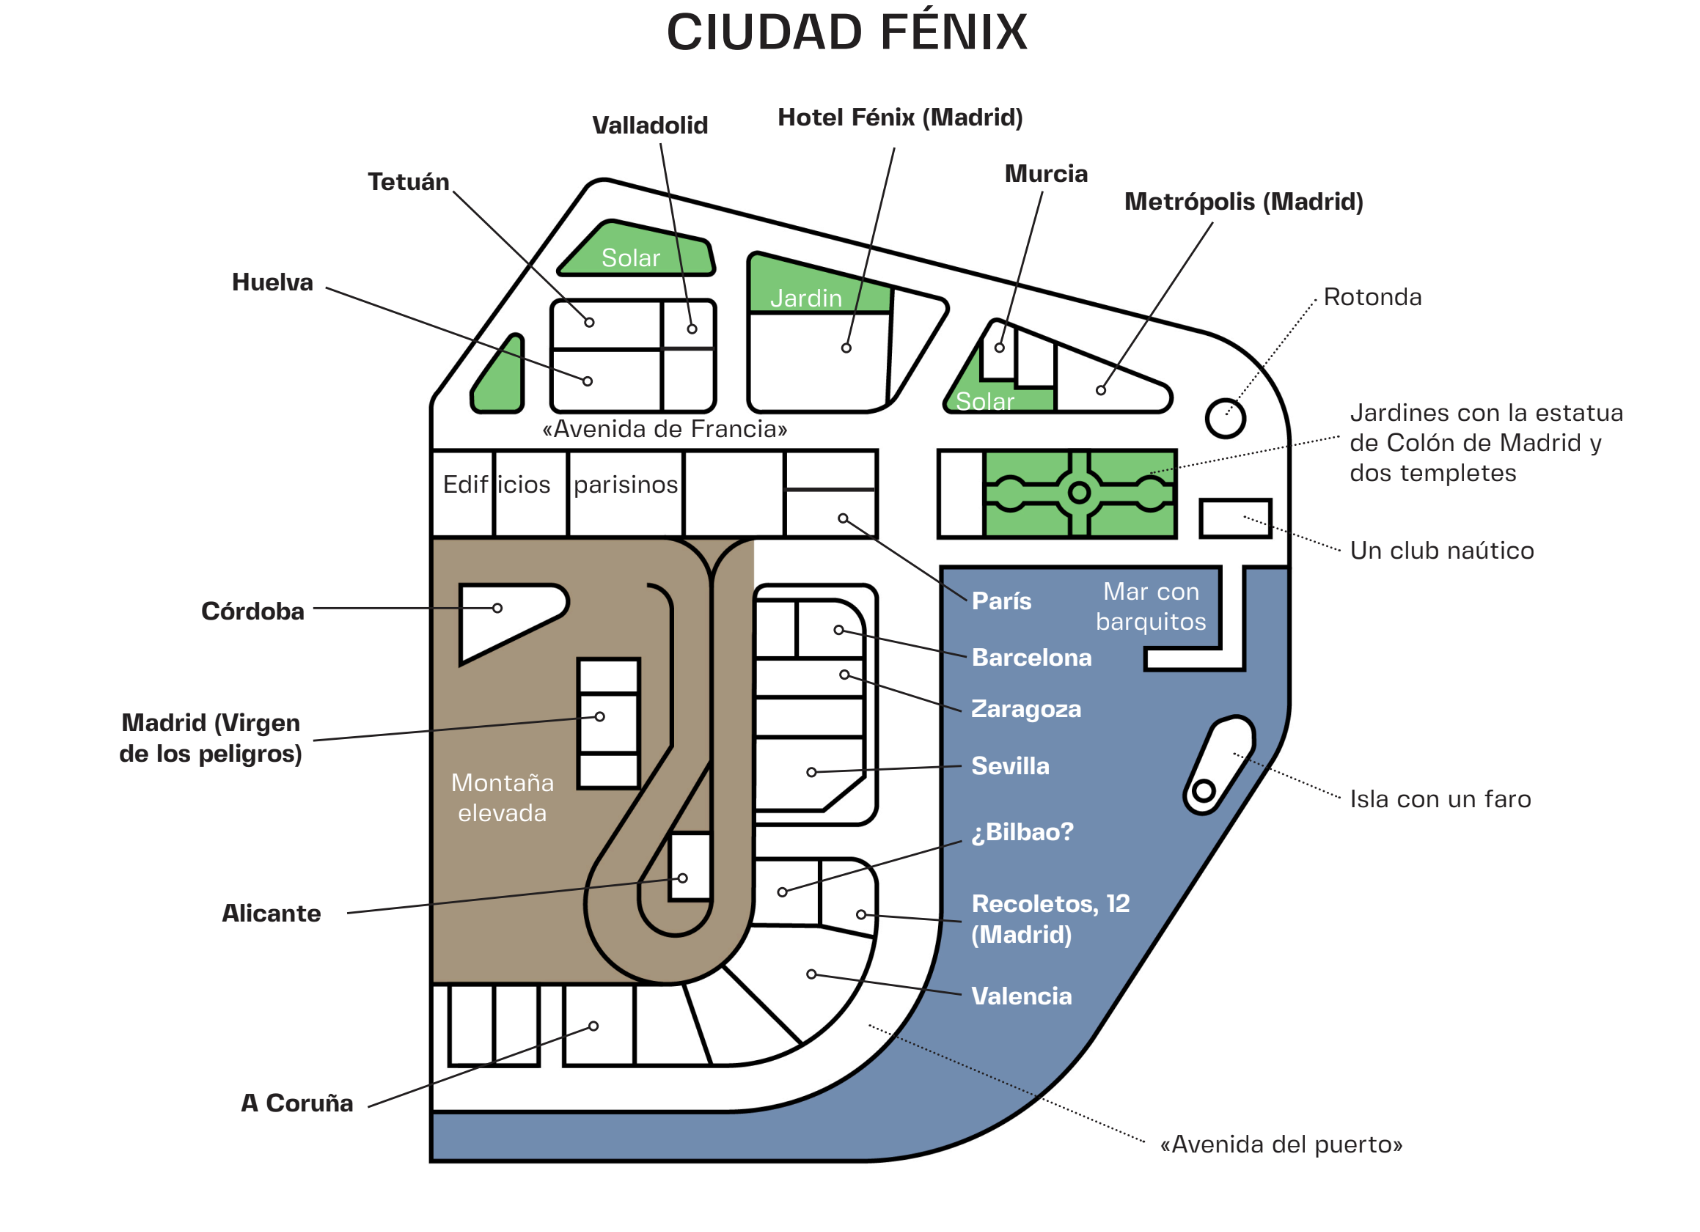 CIUDAD FÉNIX
Valladolid
Hotel Fénix (Madrid)
Tetuán
Murcia
Metrópolis (Madrid)
Huelva
Solar
Jardin
Solar
Rotonda
«Avenida de Francia»
Jardines con la estatua
de Colón de Madrid y
dos templetes
Edificios parisinos
Un club naútico
Córdoba
París
Mar con
barquitos
Barcelona
Zaragoza
Madrid (Virgen
de los peligros)
Sevilla
Montaña
elevada
Isla con un faro
¿Bilbao?
Alicante
Recoletos, 12
(Madrid)
Valencia
A Coruña
«Avenida del puerto»